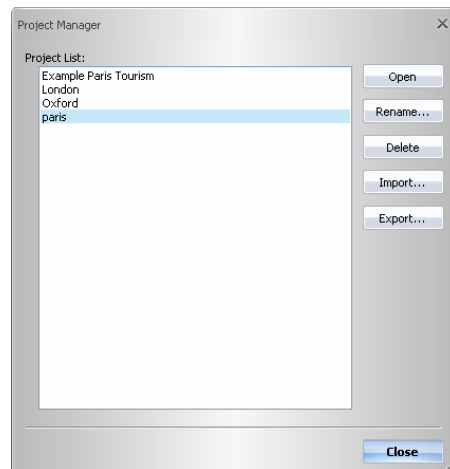 Project Manager
Project List:
Example Paris Tourism
London
Oxford
paris
Open
Rename...
Delete
Import...
Export...
Close